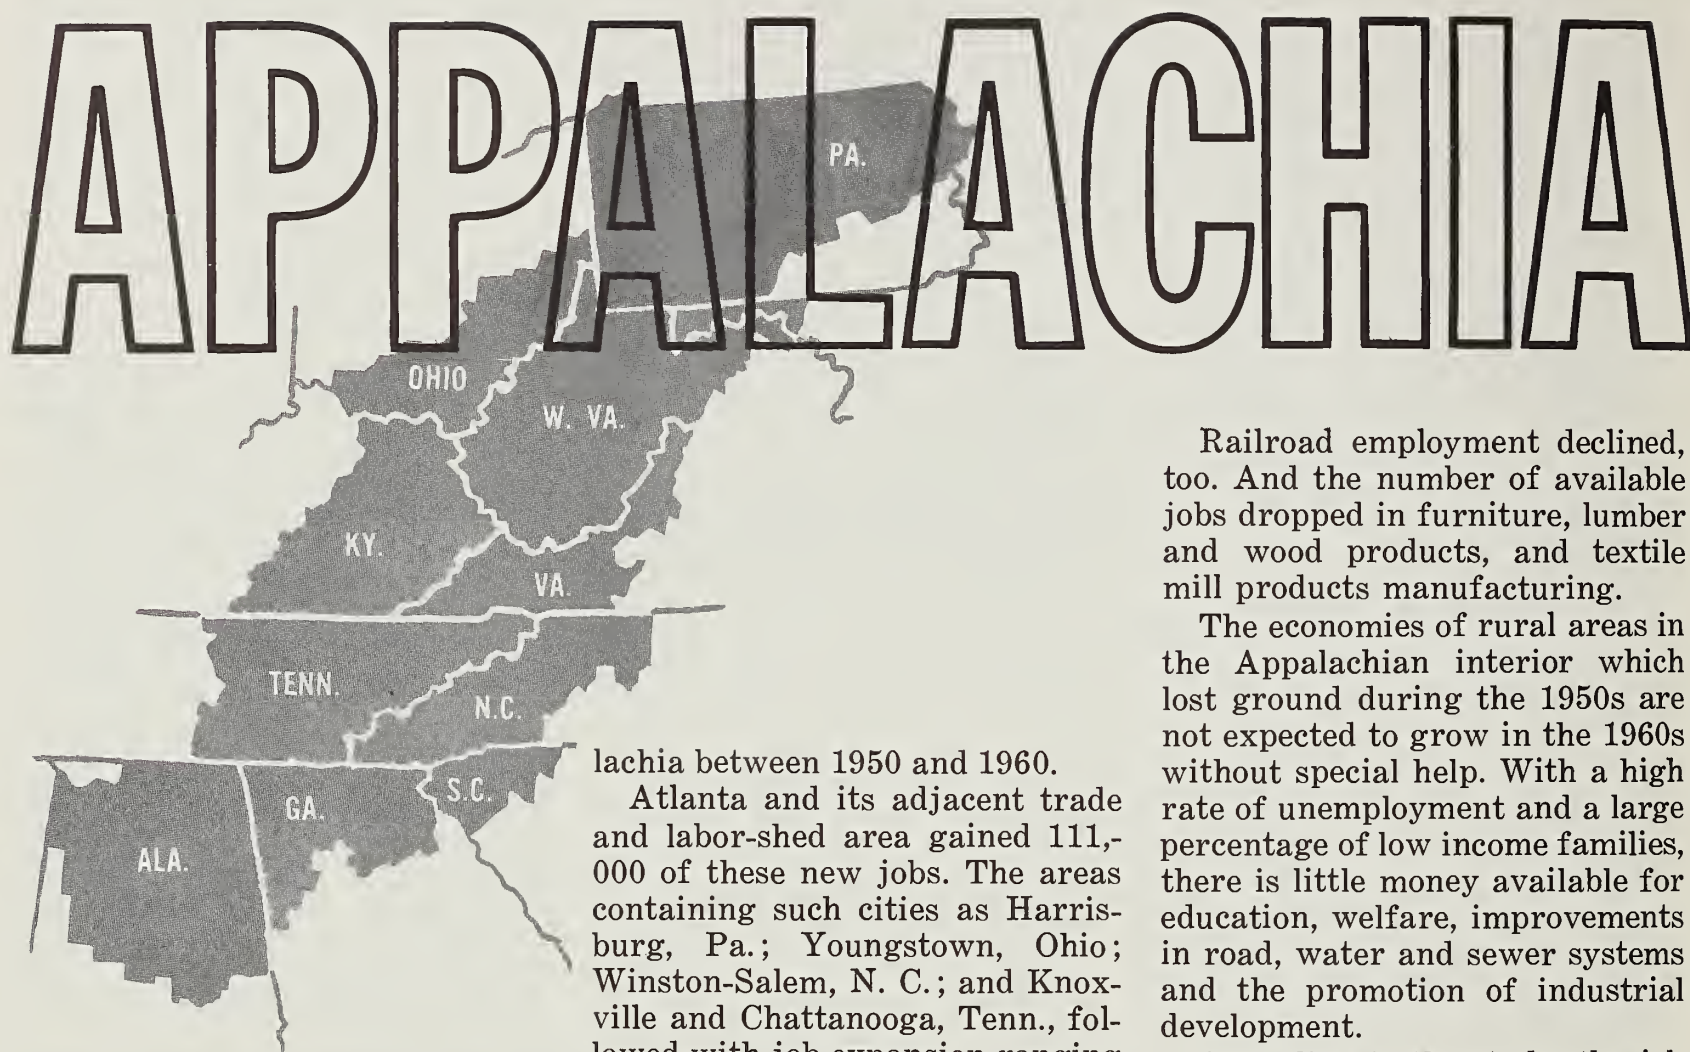 APPALACHIA
PA.
OHIO
W. VA.
KY.
VA.
TENN.
N.C.
S.C.
GA.
ALA.
lachia between 1950 and 1960.
Atlanta and its adjacent trade
and labor-shed area gained 111,-
000 of these new jobs. The areas
containing such cities as Harris-
burg, Pa.; Youngstown, Ohio;
Winston-Salem, N. C.; and Knox-
ville and Chattanooga, Tenn., fol-
lowed with job expansion ranging
Railroad employment declined,
too. And the number of available
jobs dropped in furniture, lumber
and wood products, and textile
mill products manufacturing.
The economies of rural areas in
the Appalachian interior which
lost ground during the 1950s are
not expected to grow in the 1960s
without special help. With a high
rate of unemployment and a large
percentage of low income families,
there is little money available for
education, welfare, improvements
in road, water and sewer systems
and the promotion of industrial
development.